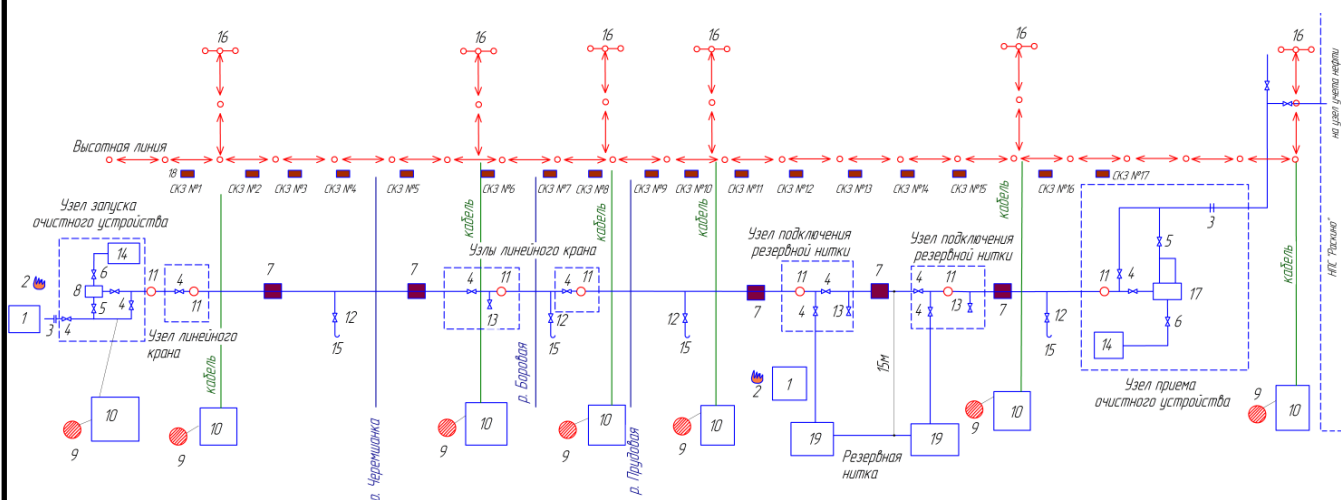 16
16
16
16
16
16
на узел учета нефти
НПС "Раскино"
Высотная линия
18
СКЗ №1
СКЗ №2
СКЗ №3
СКЗ №4
СКЗ №5
СКЗ №6
СКЗ №7
СКЗ №8
СКЗ №9
СКЗ №10
СКЗ №11
СКЗ №12
СКЗ №13
СКЗ №14
СКЗ №15
СКЗ №16
СКЗ №17
Узел запуска
очистного устройства
14
6
8
5
4
2
1
3
4
11
4
11
Узел линейного
крана
кабель
7
12
15
7
р. Черемшанка
кабель
Узлы линейного крана
4
11
13
р. Боровая
4
11
12
15
кабель
р. Прудовая
12
15
кабель
7
Узел подключения
резервной нитки
11
4
4
13
7
15м
Узел подключения
резервной нитки
4
11
4
13
7
кабель
12
15
11
4
5
3
17
6
14
Узел приема
очистного устройства
кабель
2
1
19
19
Резервная
нитка
10
9
10
9
10
9
10
9
10
9
10
9
10
9